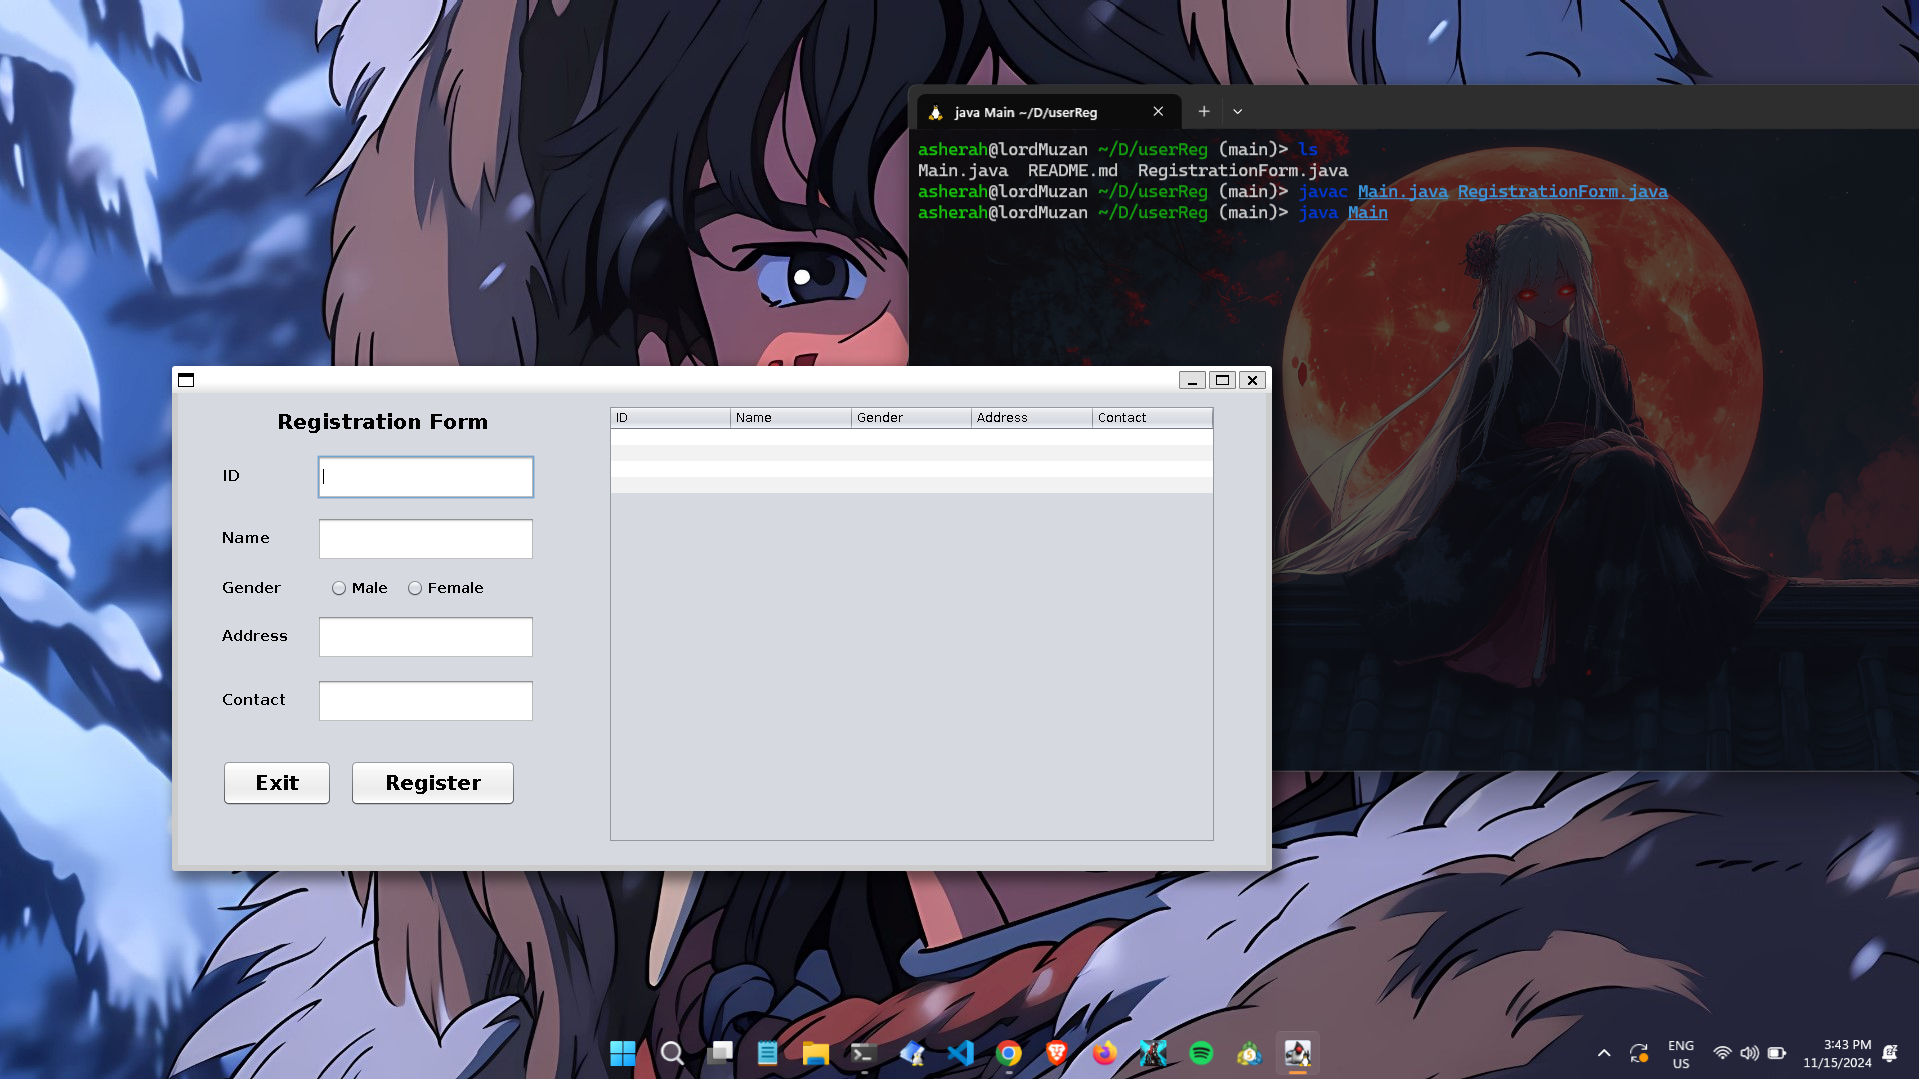 java Main ~/D/userReg
asherah@lordMuzan ~/D/userReg (main)> ls
Main.java README.md RegistrationForm.java
asherah@lordMuzan ~/D/userReg (main)> javac Main.java RegistrationForm.java
asherah@lordMuzan ~/D/userReg (main)> java Main
Registration Form
ID
Name
Gender
Male
Female
Address
Contact
Exit
Register
ID Name Gender Address Contact
ENG
US
3:43 PM
11/15/2024